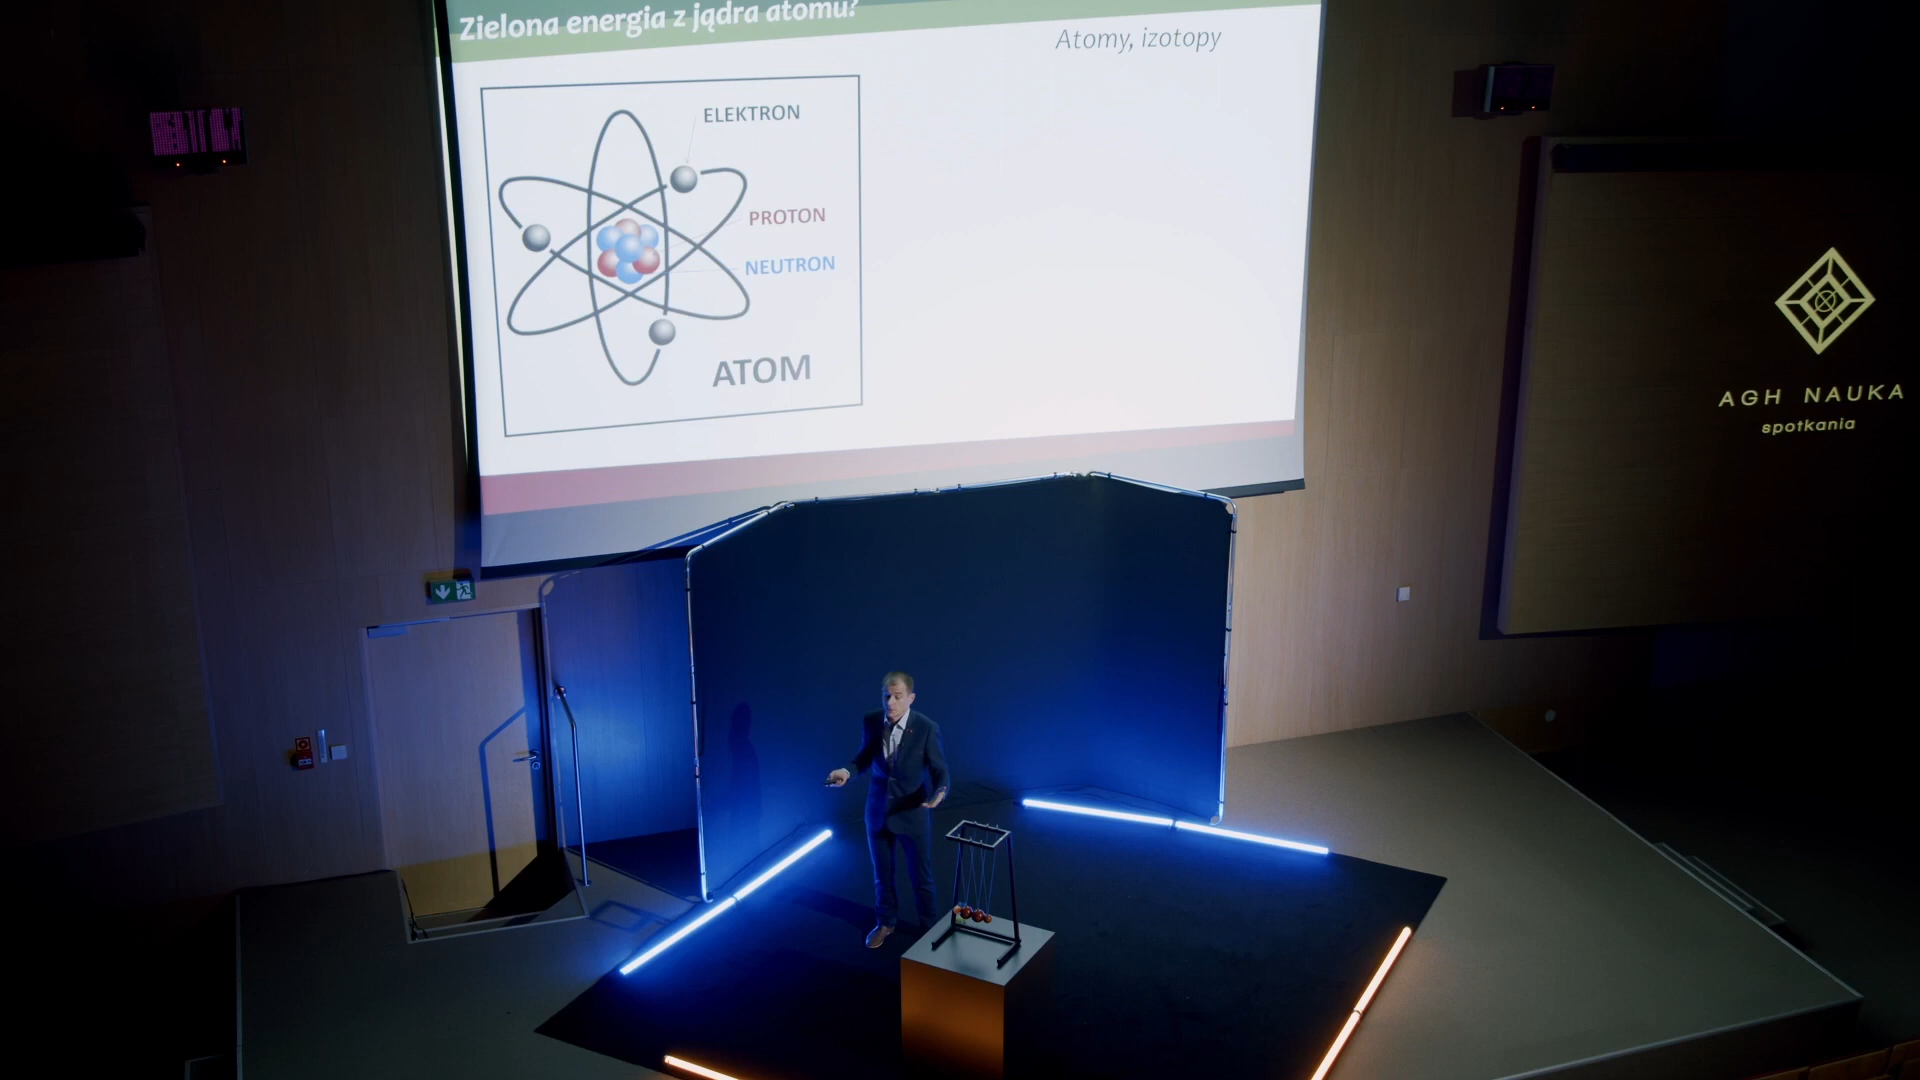 Zielona energia z jądra atomu?
Atomy, izotopy
ELEKTRON
PROTON
NEUTRON
ATOM
AGH NAUKA
spotkania